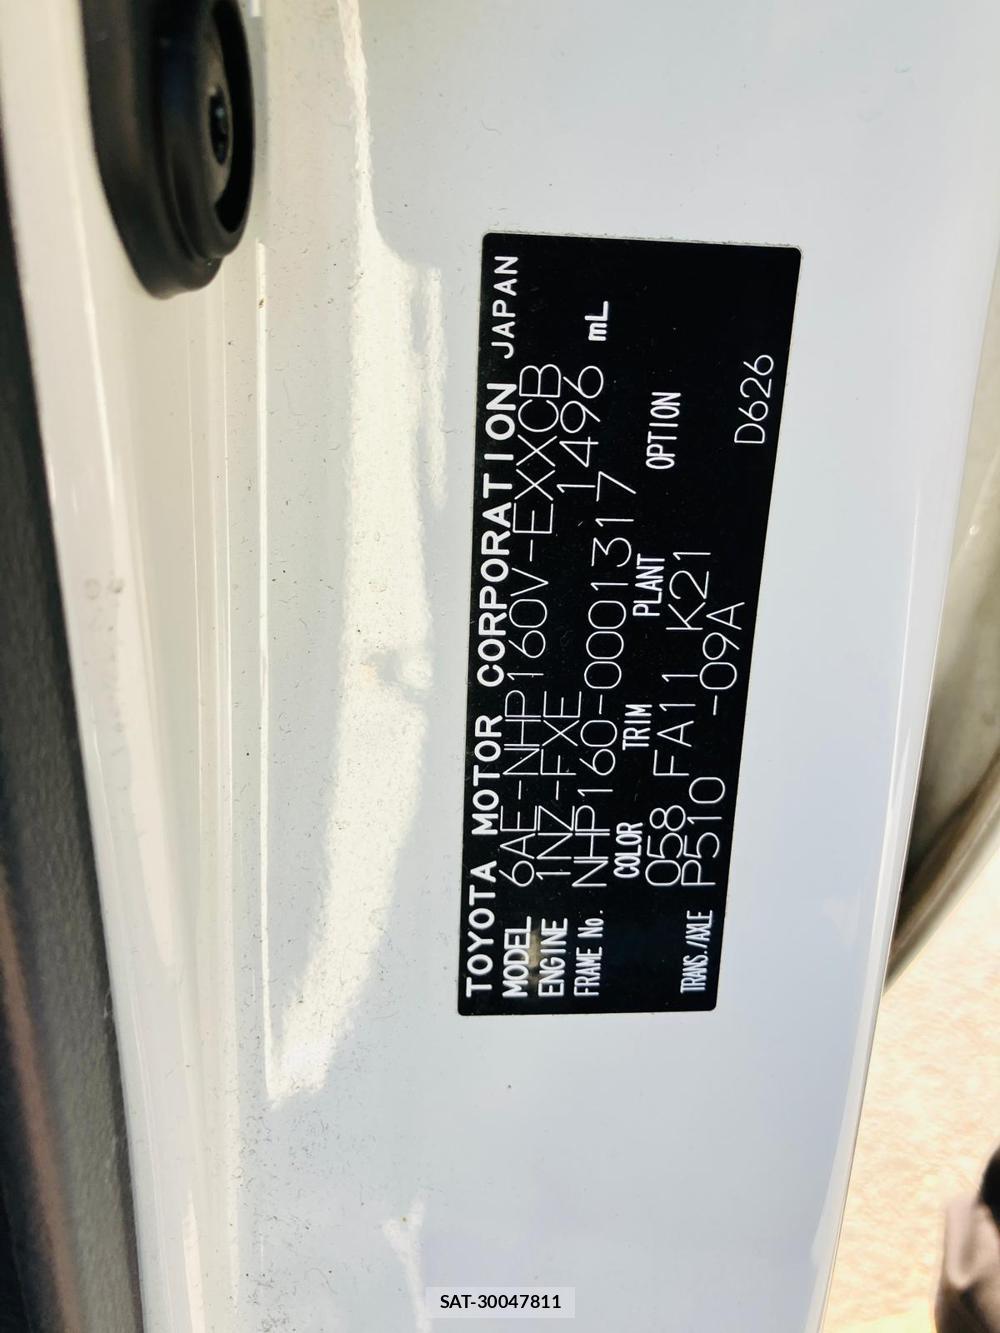 TOYOTA MOTOR CORPORATION JAPAN
MODEL 6AE-NHP160V-EXXCB
ENGINE 1NZ-FXE 1496 mL
FRAME No. NHP160-0001317
COLOR TRIM PLANT OPTION
058 FA11 K21
TRANS./AXLE P510 -09A D626
SAT-30047811